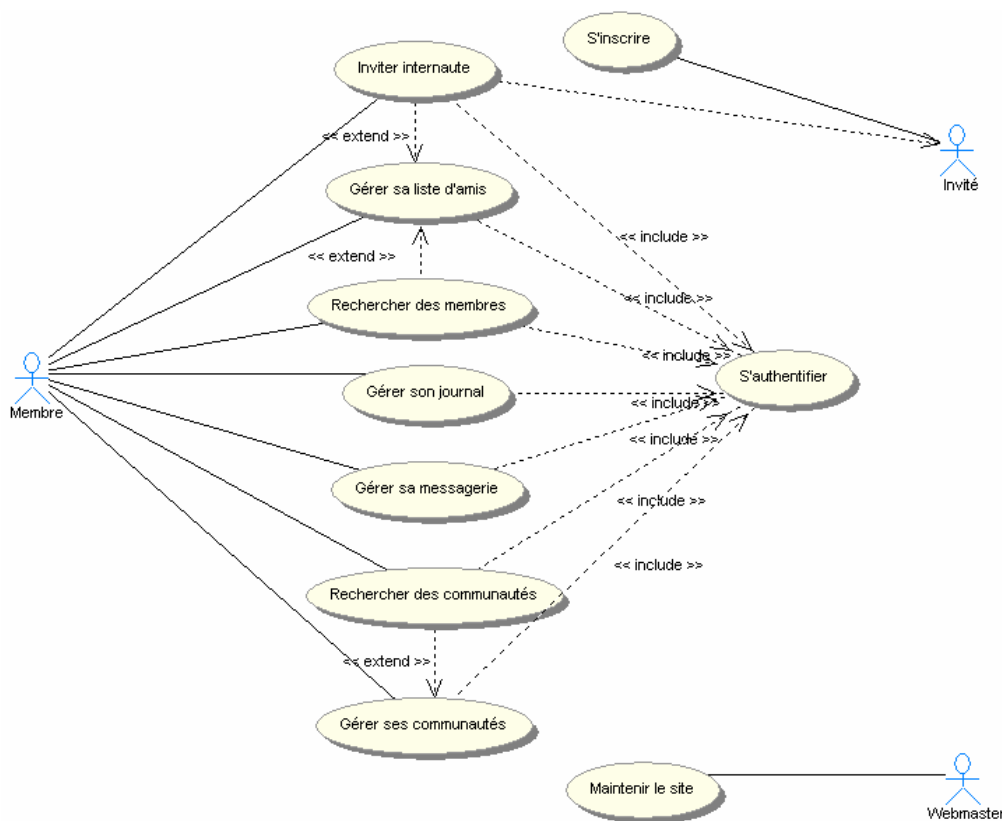 S'inscrire
Inviter internaute
<< extend >>
Invité
Gérer sa liste d'amis
<< include >>
<< extend >>
<< include >>
Rechercher des membres
<< include >>
S'authentifier
Membre
Gérer son journal
<< include >>
<< include >>
Gérer sa messagerie
<< include >>
Rechercher des communautés
<< extend >>
Gérer ses communautés
Maintenir le site
Webmaster